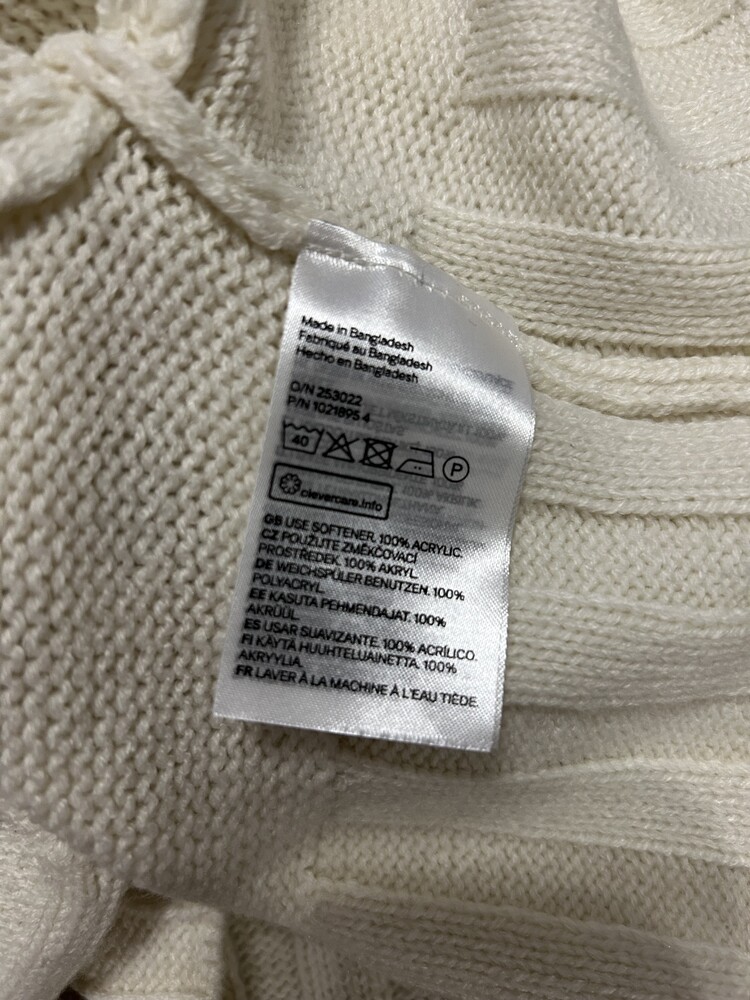 Made in Bangladesh
Fabriqué au Bangladesh
Hecho en Bangladesh
O/N 253022
P/N 1021895 4
40
P
clevercare.info
GB USE SOFTENER. 100% ACRYLIC.
CZ POUŽIJTE ZMĚKČOVACÍ
PROSTŘEDEK. 100% AKRYL.
DE WEICHSPÜLER BENUTZEN. 100%
POLYACRYL.
EE KASUTA PEHMENDAJAT. 100%
AKRÜÜL.
ES USAR SUAVIZANTE. 100% ACRÍLICO.
FI KÄYTÄ HUUHTELUAINETTA. 100%
AKRYYLIA.
FR LAVER À LA MACHINE À L'EAU TIÈDE.